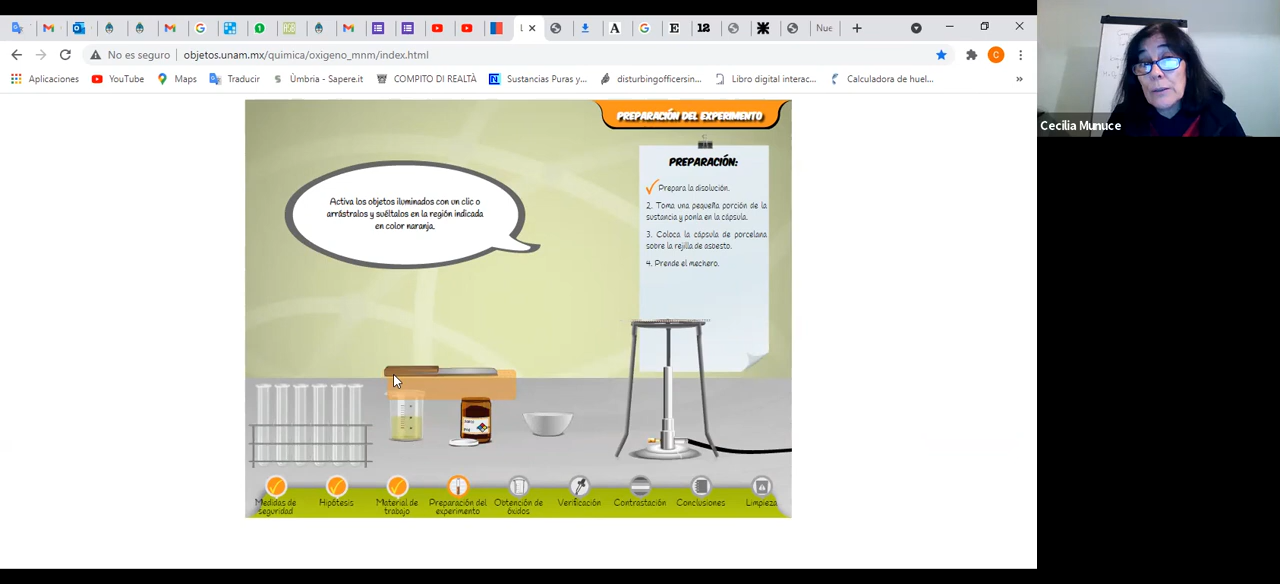 A
E
12
Nue
No es seguro
objetos.unam.mx/quimica/oxigeno_mnm/index.html
C
Aplicaciones
YouTube
Maps
Traducir
S
Umbria - Sapere.it
COMPITO DI REALTÀ
N
Sustancias Puras y...
disturbingofficersin...
Libro digital interac...
Calculadora de huel...
»
Cecilia Munuce
PREPARACIÓN DEL EXPERIMENTO
Activa los objetos iluminados con un clic o
arrástralos y suéltalos en la región indicada
en color naranja.
PREPARACIÓN:
Prepara la disolución.
2. Toma una pequeña porción de la
sustancia y ponla en la cápsula.
3. Coloca la cápsula de porcelana
sobre la rejilla de asbesto.
4. Prende el mechero.
Medidas de
seguridad
Hipótesis
Material de
trabajo
Preparación del
experimento
Obtención de
óxidos
Verificación
Contrastación
Conclusiones
Limpieza